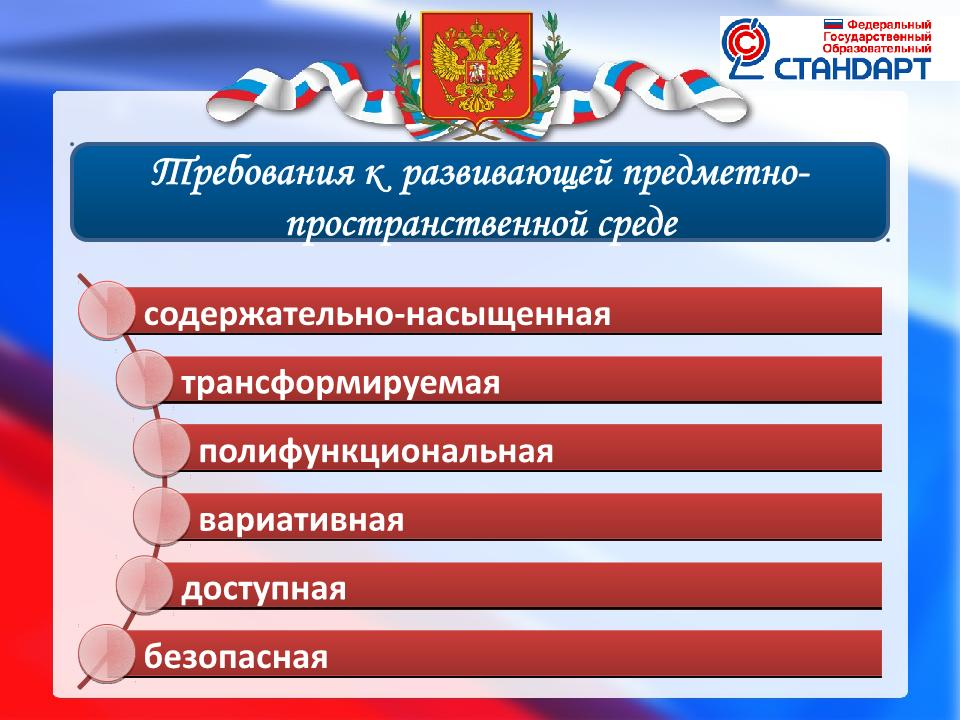 Федеральный
Государственный
Образовательный
СТАНДАРТ
Требования к развивающей предметно-
пространственной среде
содержательно-насыщенная
трансформируемая
полифункциональная
вариативная
доступная
безопасная